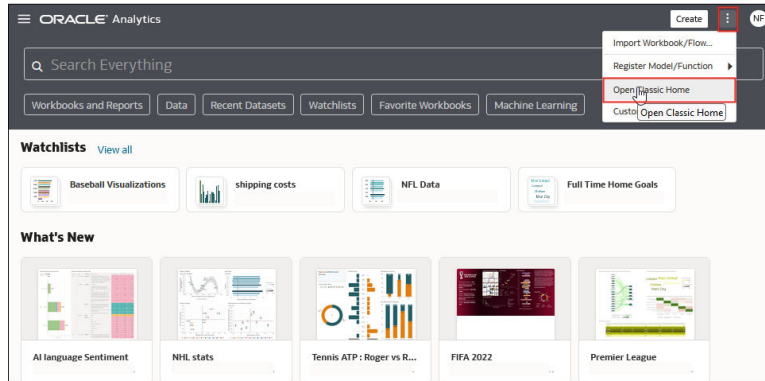 ORACLE Analytics
Create
NF
Import Workbook/Flow...
Search Everything
Register Model/Function
Open Classic Home
Workbooks and Reports Data Recent Datasets Watchlists Favorite Workbooks Machine Learning
Custo
Open Classic Home
Watchlists View all
Baseball Visualizations shipping costs NFL Data Full Time Home Goals
What's New
AI language Sentiment NHL stats Tennis ATP : Roger vs R... FIFA 2022 Premier League